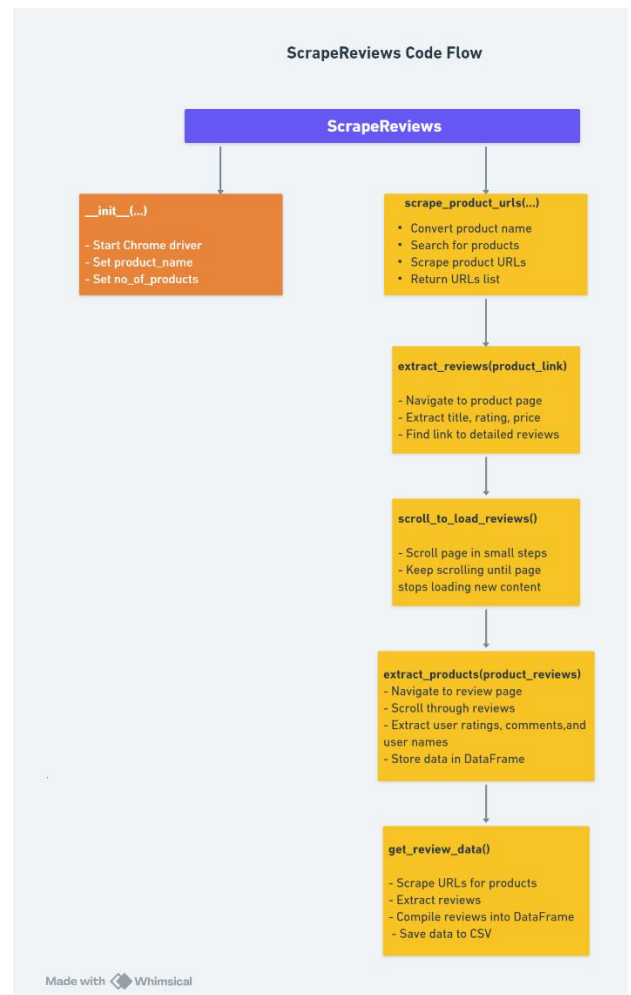 ScrapeReviews Code Flow
ScrapeReviews
__init__(...)
- Start Chrome driver
- Set product_name
- Set no_of_products
scrape_product_urls(...)
• Convert product name
• Search for products
• Scrape product URLs
• Return URLs list
extract_reviews(product_link)
- Navigate to product page
- Extract title, rating, price
- Find link to detailed reviews
scroll_to_load_reviews()
- Scroll page in small steps
- Keep scrolling until page
stops loading new content
extract_products(product_reviews)
- Navigate to review page
- Scroll through reviews
- Extract user ratings, comments,and
user names
- Store data in DataFrame
get_review_data()
- Scrape URLs for products
- Extract reviews
- Compile reviews into DataFrame
- Save data to CSV
Made with Whimsical